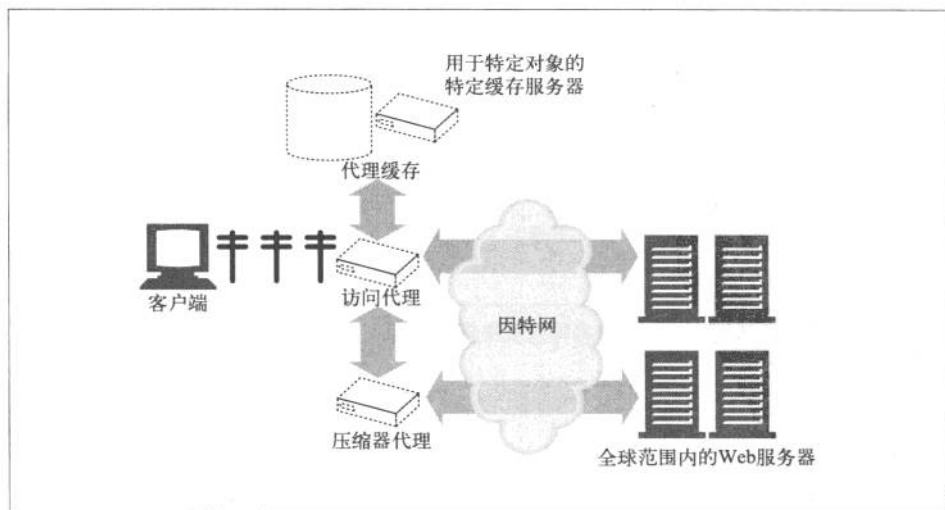 用于特定对象的
特定缓存服务器
代理缓存
客户端
访问代理
因特网
压缩器代理
全球范围内的Web服务器